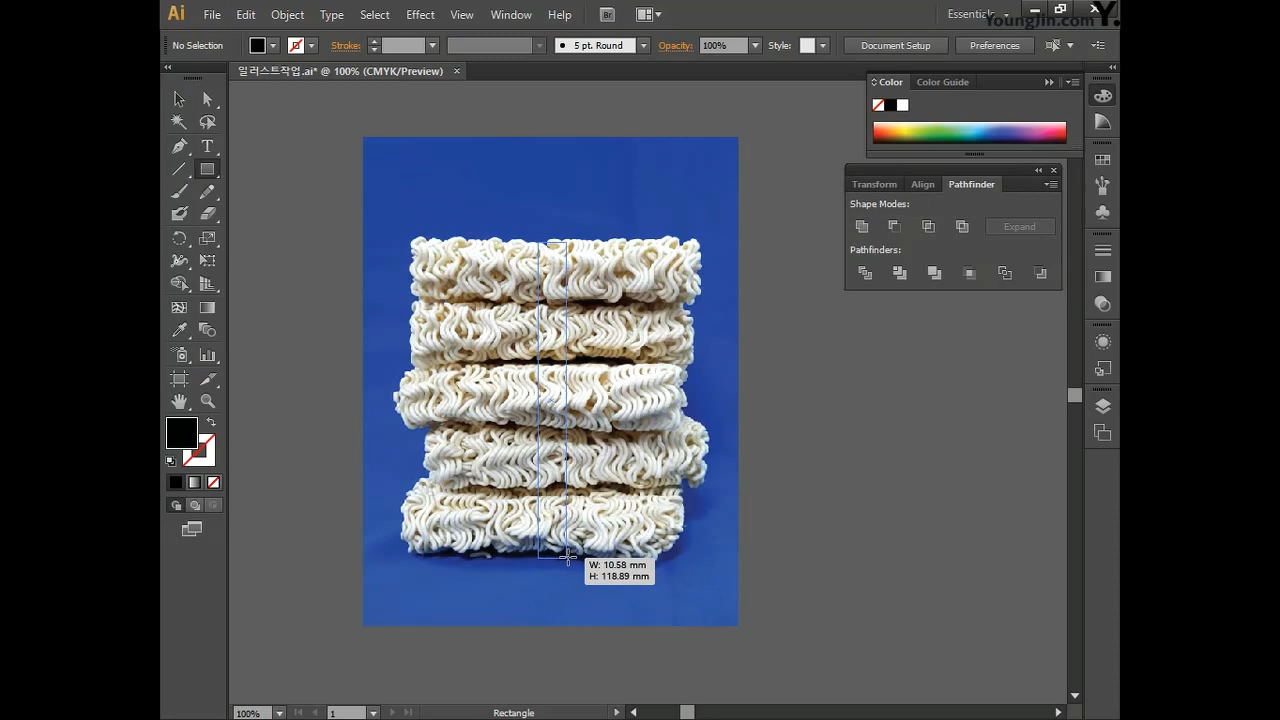 Ai File Edit Object Type Select Effect View Window Help Br Essentials
YoungJin.com Y.
No Selection Stroke: 5 pt. Round Opacity: 100% Style: Document Setup Preferences
일러스트작업.ai* @ 100% (CMYK/Preview)
Color Color Guide
Transform Align Pathfinder
Shape Modes:
Expand
Pathfinders:
W: 10.58 mm
H: 118.89 mm
100% 1 Rectangle